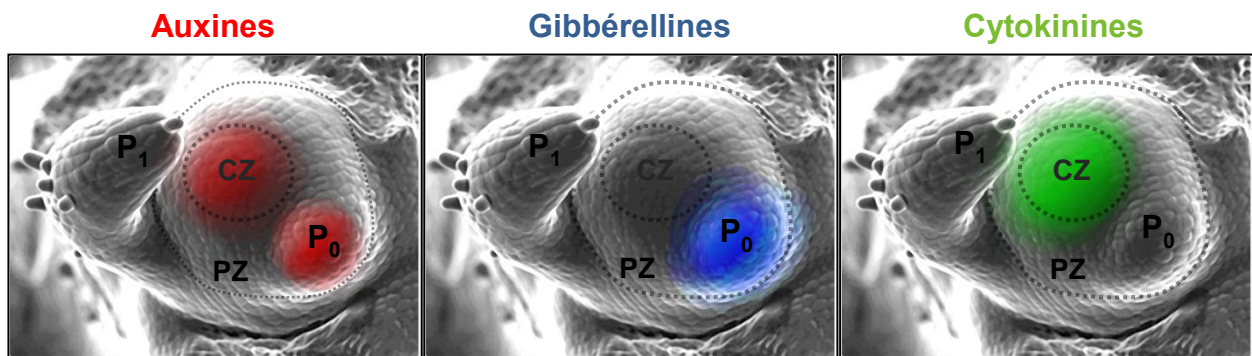 Auxines
Gibbérellines
Cytokinines
P1
CZ
P0
PZ
P1
CZ
P0
PZ
P1
CZ
P0
PZ